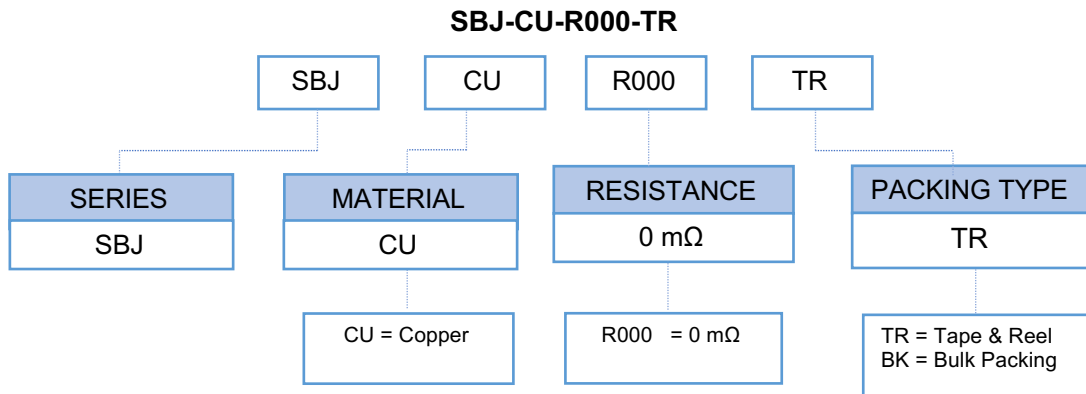 SBJ-CU-R000-TR
SBJ CU R000 TR
SERIES MATERIAL RESISTANCE PACKING TYPE
SBJ CU 0 mΩ TR
CU = Copper
R000 = 0 mΩ
TR = Tape & Reel
BK = Bulk Packing